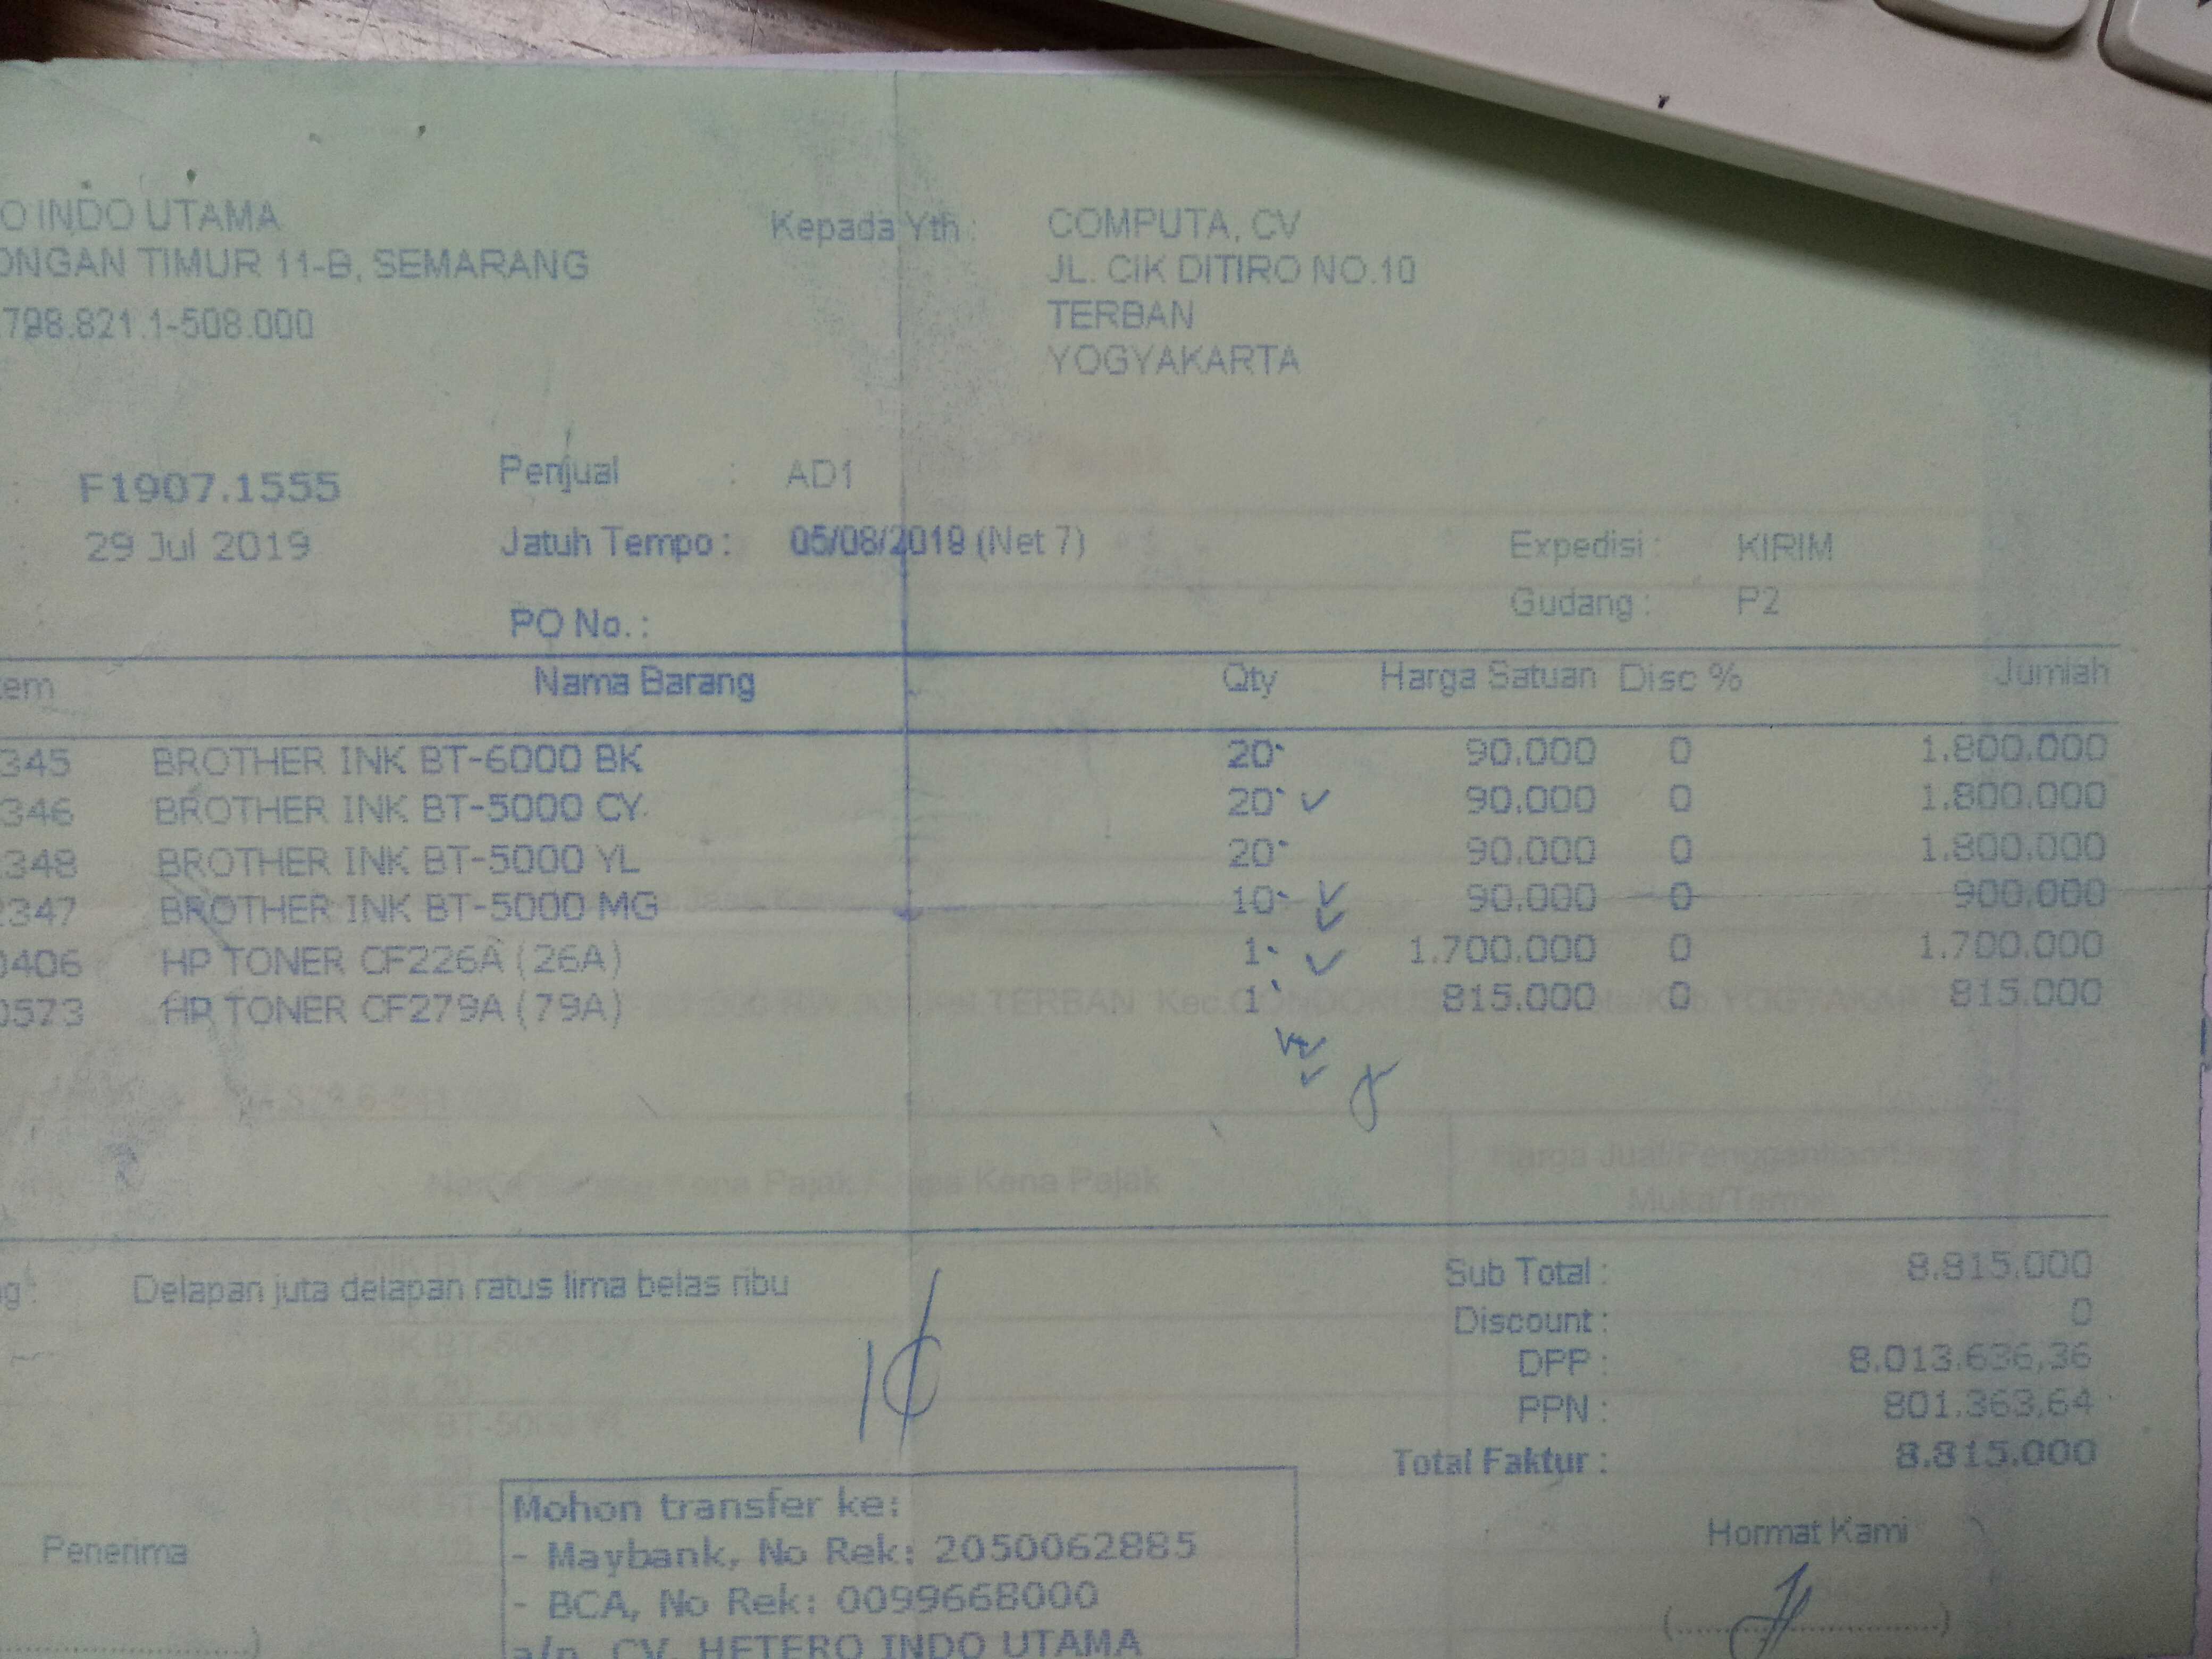 O INDO UTAMA
ONGAN TIMUR 11-B, SEMARANG
798.821.1-508.000
Kepada Yth : COMPUTA, CV
JL. CIK DITIRO NO.10
TERBAN
YOGYAKARTA
: F1907.1555 Penjual : AD1
: 29 Jul 2019 Jatuh Tempo : 05/08/2019 (Net 7) Expedisi : KIRIM
PO No. : Gudang : P2
em Nama Barang Qty Harga Satuan Disc % Jumlah
345 BROTHER INK BT-6000 BK 20 90.000 0 1.800.000
346 BROTHER INK BT-5000 CY 20 90.000 0 1.800.000
348 BROTHER INK BT-5000 YL 20 90.000 0 1.800.000
2347 BROTHER INK BT-5000 MG 10 90.000 0 900.000
0406 HP TONER CF226A (26A) 1 1.700.000 0 1.700.000
0573 HP TONER CF279A (79A) 1 815.000 0 815.000
g : Delapan juta delapan ratus lima belas ribu
Sub Total : 8.815.000
Discount : 0
DPP : 8.013.636,36
PPN : 801.363,64
Total Faktur : 8.815.000
Penerima
Mohon transfer ke:
- Maybank, No Rek: 2050062885
- BCA, No Rek: 0099668000
a/n. CV. HETERO INDO UTAMA
Hormat Kami